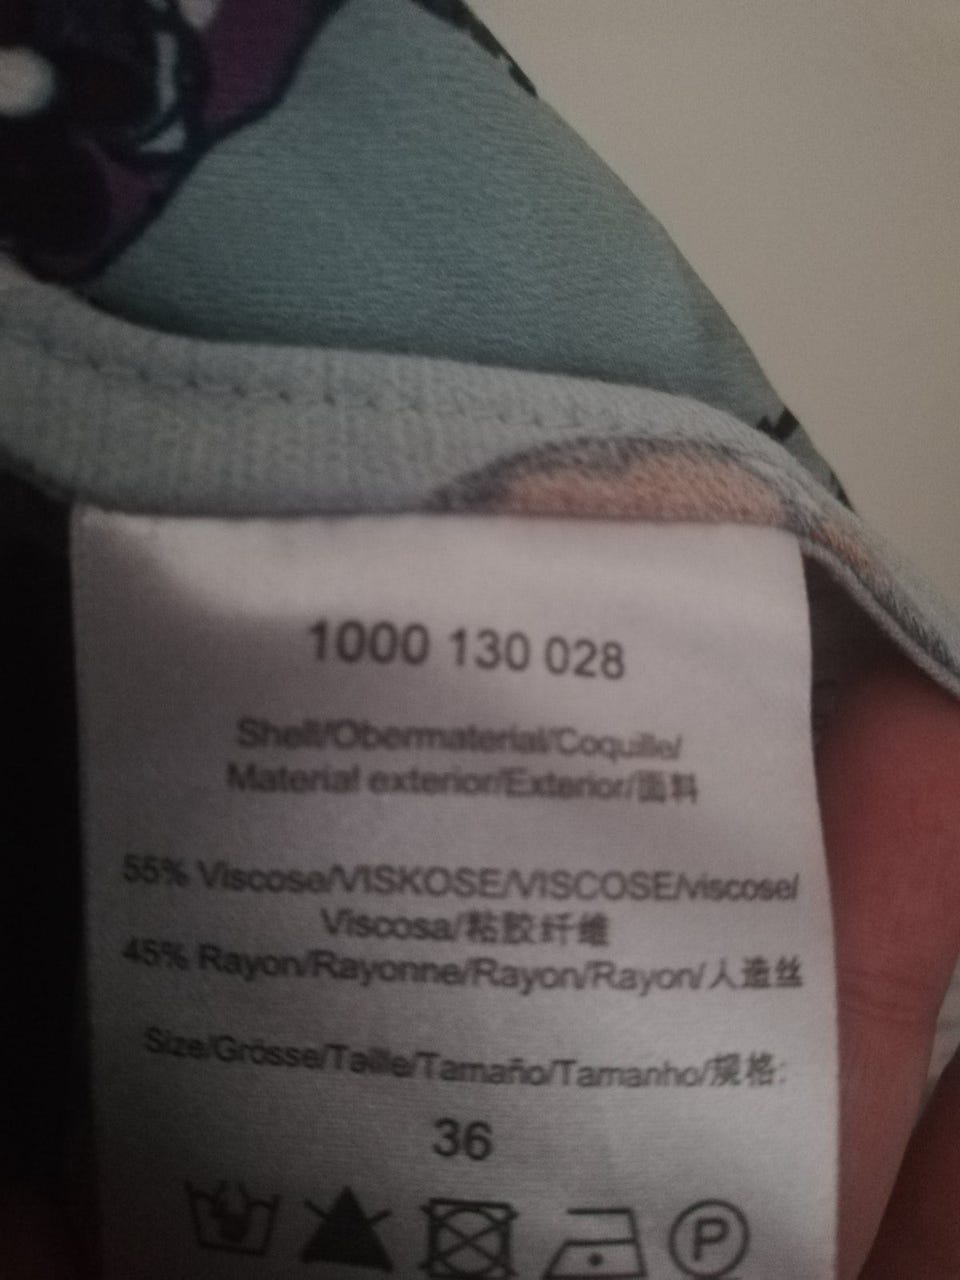 1000 130 028
Shell/Obermaterial/Coquille/
Material exterior/Exterior/面料
55% Viscose/VISKOSE/VISCOSE/viscose/
Viscosa/粘胶纤维
45% Rayon/Rayonne/Rayon/Rayon/人造丝
Size/Grösse/Taille/Tamaño/Tamanho/规格:
36
P